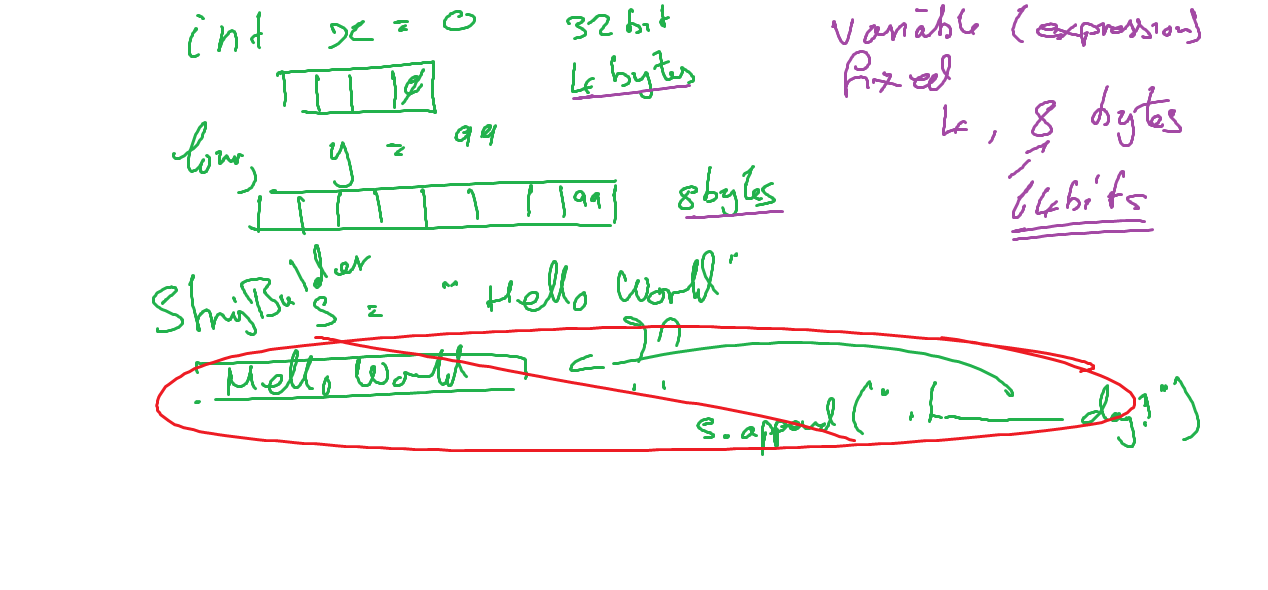 int x = 0 32 bit
4 bytes
0
long y = 99
99 8 bytes
variable (expression)
fixed
4, 8 bytes
64 bits
StringBuilder s = "Hello World"
Hello World
s.append(". I day!")